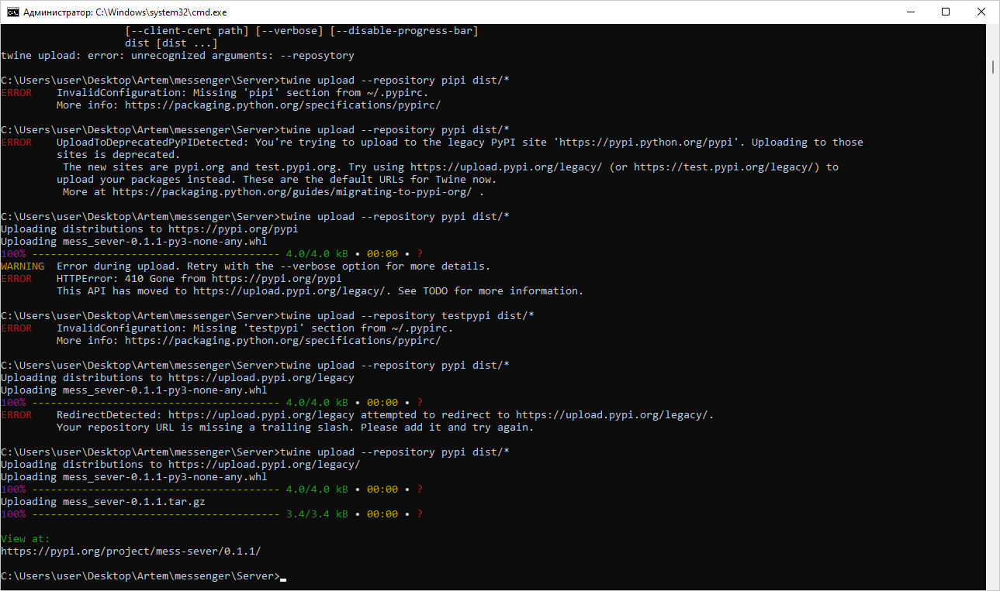 Администратор: C:\Windows\system32\cmd.exe
[--client-cert path] [--verbose] [--disable-progress-bar]
dist [dist ...]
twine upload: error: unrecognized arguments: --reposytory
C:\Users\user\Desktop\Artem\messenger\Server>twine upload --repository pipi dist/*
ERROR    InvalidConfiguration: Missing 'pipi' section from ~/.pypirc.
More info: https://packaging.python.org/specifications/pypirc/
C:\Users\user\Desktop\Artem\messenger\Server>twine upload --repository pypi dist/*
ERROR    UploadToDeprecatedPyPIDetected: You're trying to upload to the legacy PyPI site 'https://pypi.python.org/pypi'. Uploading to those
sites is deprecated.
The new sites are pypi.org and test.pypi.org. Try using https://upload.pypi.org/legacy/ (or https://test.pypi.org/legacy/) to
upload your packages instead. These are the default URLs for Twine now.
More at https://packaging.python.org/guides/migrating-to-pypi-org/ .
C:\Users\user\Desktop\Artem\messenger\Server>twine upload --repository pypi dist/*
Uploading distributions to https://pypi.org/pypi
Uploading mess_sever-0.1.1-py3-none-any.whl
100% ---------------------------------------- 4.0/4.0 kB • 00:00 • ?
WARNING  Error during upload. Retry with the --verbose option for more details.
ERROR    HTTPError: 410 Gone from https://pypi.org/pypi
This API has moved to https://upload.pypi.org/legacy/. See TODO for more information.
C:\Users\user\Desktop\Artem\messenger\Server>twine upload --repository testpypi dist/*
ERROR    InvalidConfiguration: Missing 'testpypi' section from ~/.pypirc.
More info: https://packaging.python.org/specifications/pypirc/
C:\Users\user\Desktop\Artem\messenger\Server>twine upload --repository pypi dist/*
Uploading distributions to https://upload.pypi.org/legacy
Uploading mess_sever-0.1.1-py3-none-any.whl
100% ---------------------------------------- 4.0/4.0 kB • 00:00 • ?
ERROR    RedirectDetected: https://upload.pypi.org/legacy attempted to redirect to https://upload.pypi.org/legacy/.
Your repository URL is missing a trailing slash. Please add it and try again.
C:\Users\user\Desktop\Artem\messenger\Server>twine upload --repository pypi dist/*
Uploading distributions to https://upload.pypi.org/legacy/
Uploading mess_sever-0.1.1-py3-none-any.whl
100% ---------------------------------------- 4.0/4.0 kB • 00:00 • ?
Uploading mess_sever-0.1.1.tar.gz
100% ---------------------------------------- 3.4/3.4 kB • 00:00 • ?
View at:
https://pypi.org/project/mess-sever/0.1.1/
C:\Users\user\Desktop\Artem\messenger\Server>